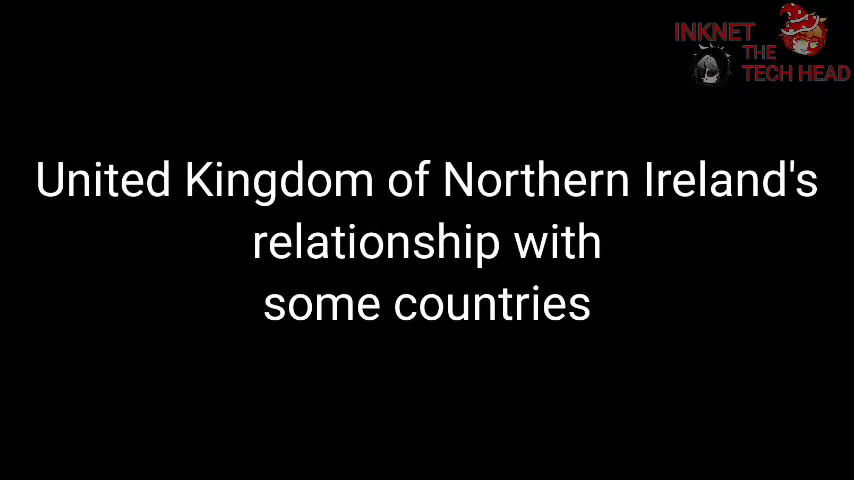 INKNET
THE
TECH HEAD
United Kingdom of Northern Ireland's
relationship with
some countries